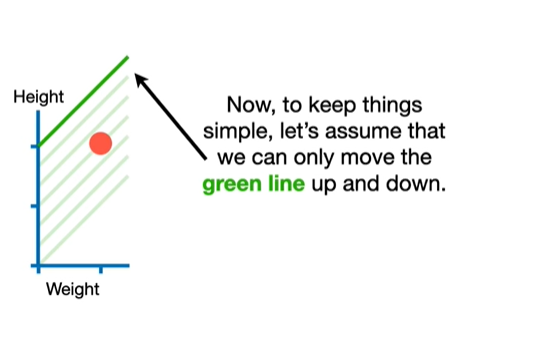 Height
Now, to keep things
simple, let's assume that
we can only move the
green line up and down.
Weight